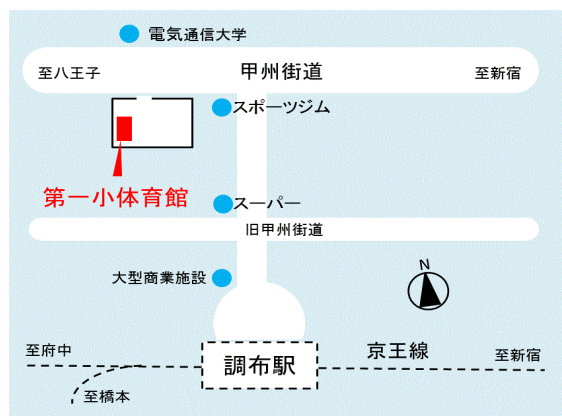 電気通信大学
至八王子
甲州街道
至新宿
スポーツジム
第一小体育館
スーパー
旧甲州街道
大型商業施設
N
至府中
調布駅
京王線
至新宿
至橋本